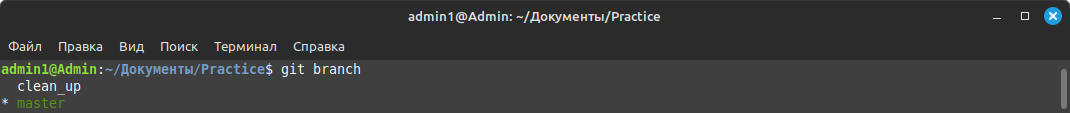 admin1@Admin: ~/Документы/Practice
Файл Правка Вид Поиск Терминал Справка
admin1@Admin:~/Документы/Practice$ git branch
  clean_up
* master